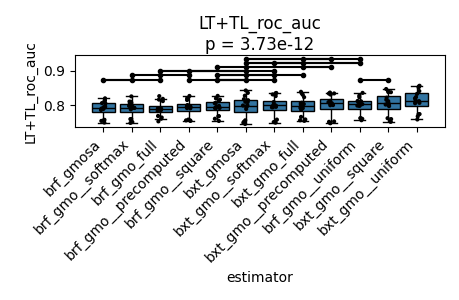 LT+TL_roc_auc
p = 3.73e-12
LT+TL_roc_auc
0.9
0.8
brf_gmosa
brf_gmo__softmax
brf_gmo_full
brf_gmo__precomputed
brf_gmo__square
bxt_gmosa
bxt_gmo__softmax
bxt_gmo_full
bxt_gmo__precomputed
brf_gmo__uniform
bxt_gmo__square
bxt_gmo__uniform
estimator